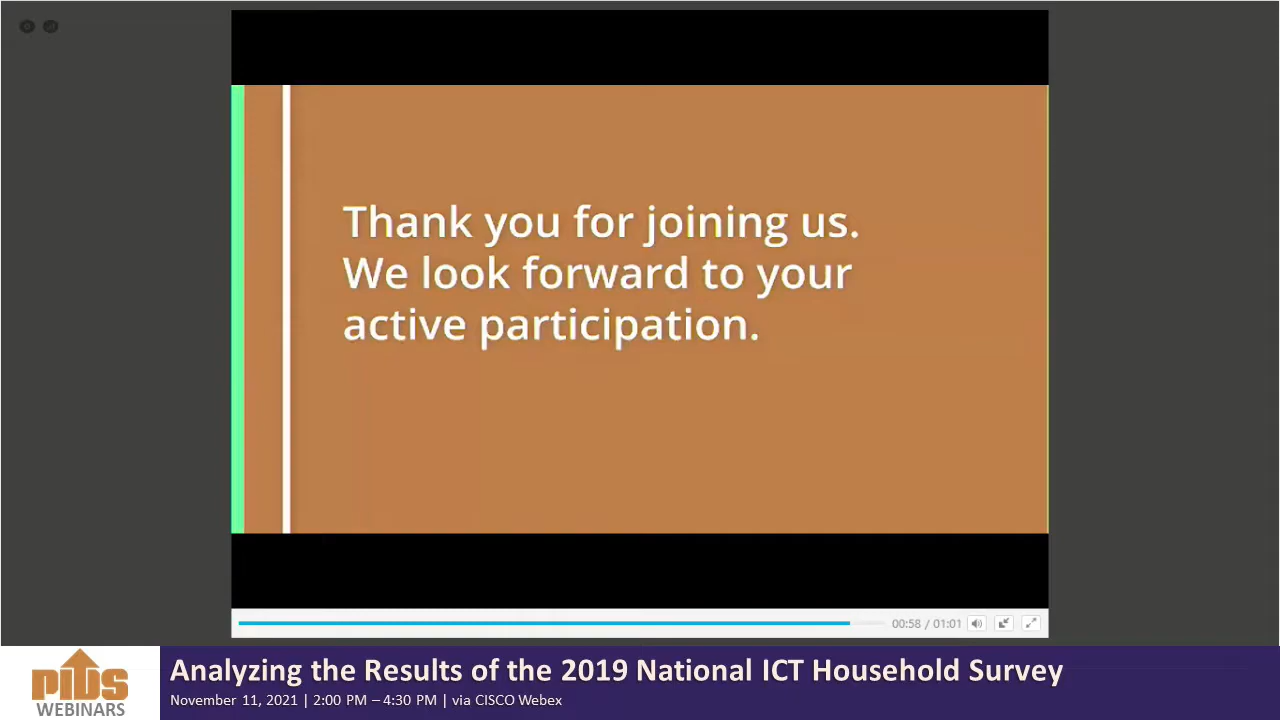 Thank you for joining us.
We look forward to your
active participation.
00:58 / 01:01
pids
WEBINARS
Analyzing the Results of the 2019 National ICT Household Survey
November 11, 2021 | 2:00 PM – 4:30 PM | via CISCO Webex